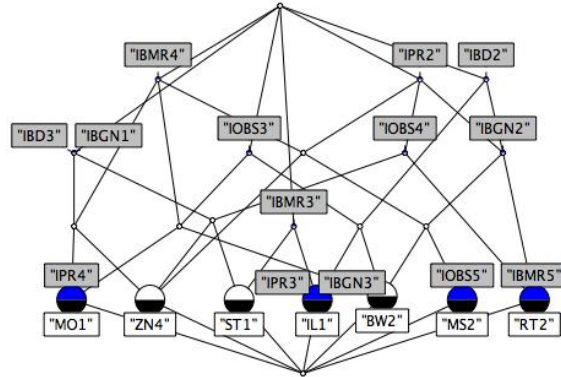 "IBMR4" "IPR2" "IBD2"
"IBD3" "IBGN1" "IOBS3" "IOBS4" "IBGN2"
"IBMR3"
"IPR4" "IPR3" "IBGN3" "IOBS5" "IBMR5"
"MO1" "ZN4" "ST1" "IL1" "BW2" "MS2" "RT2"